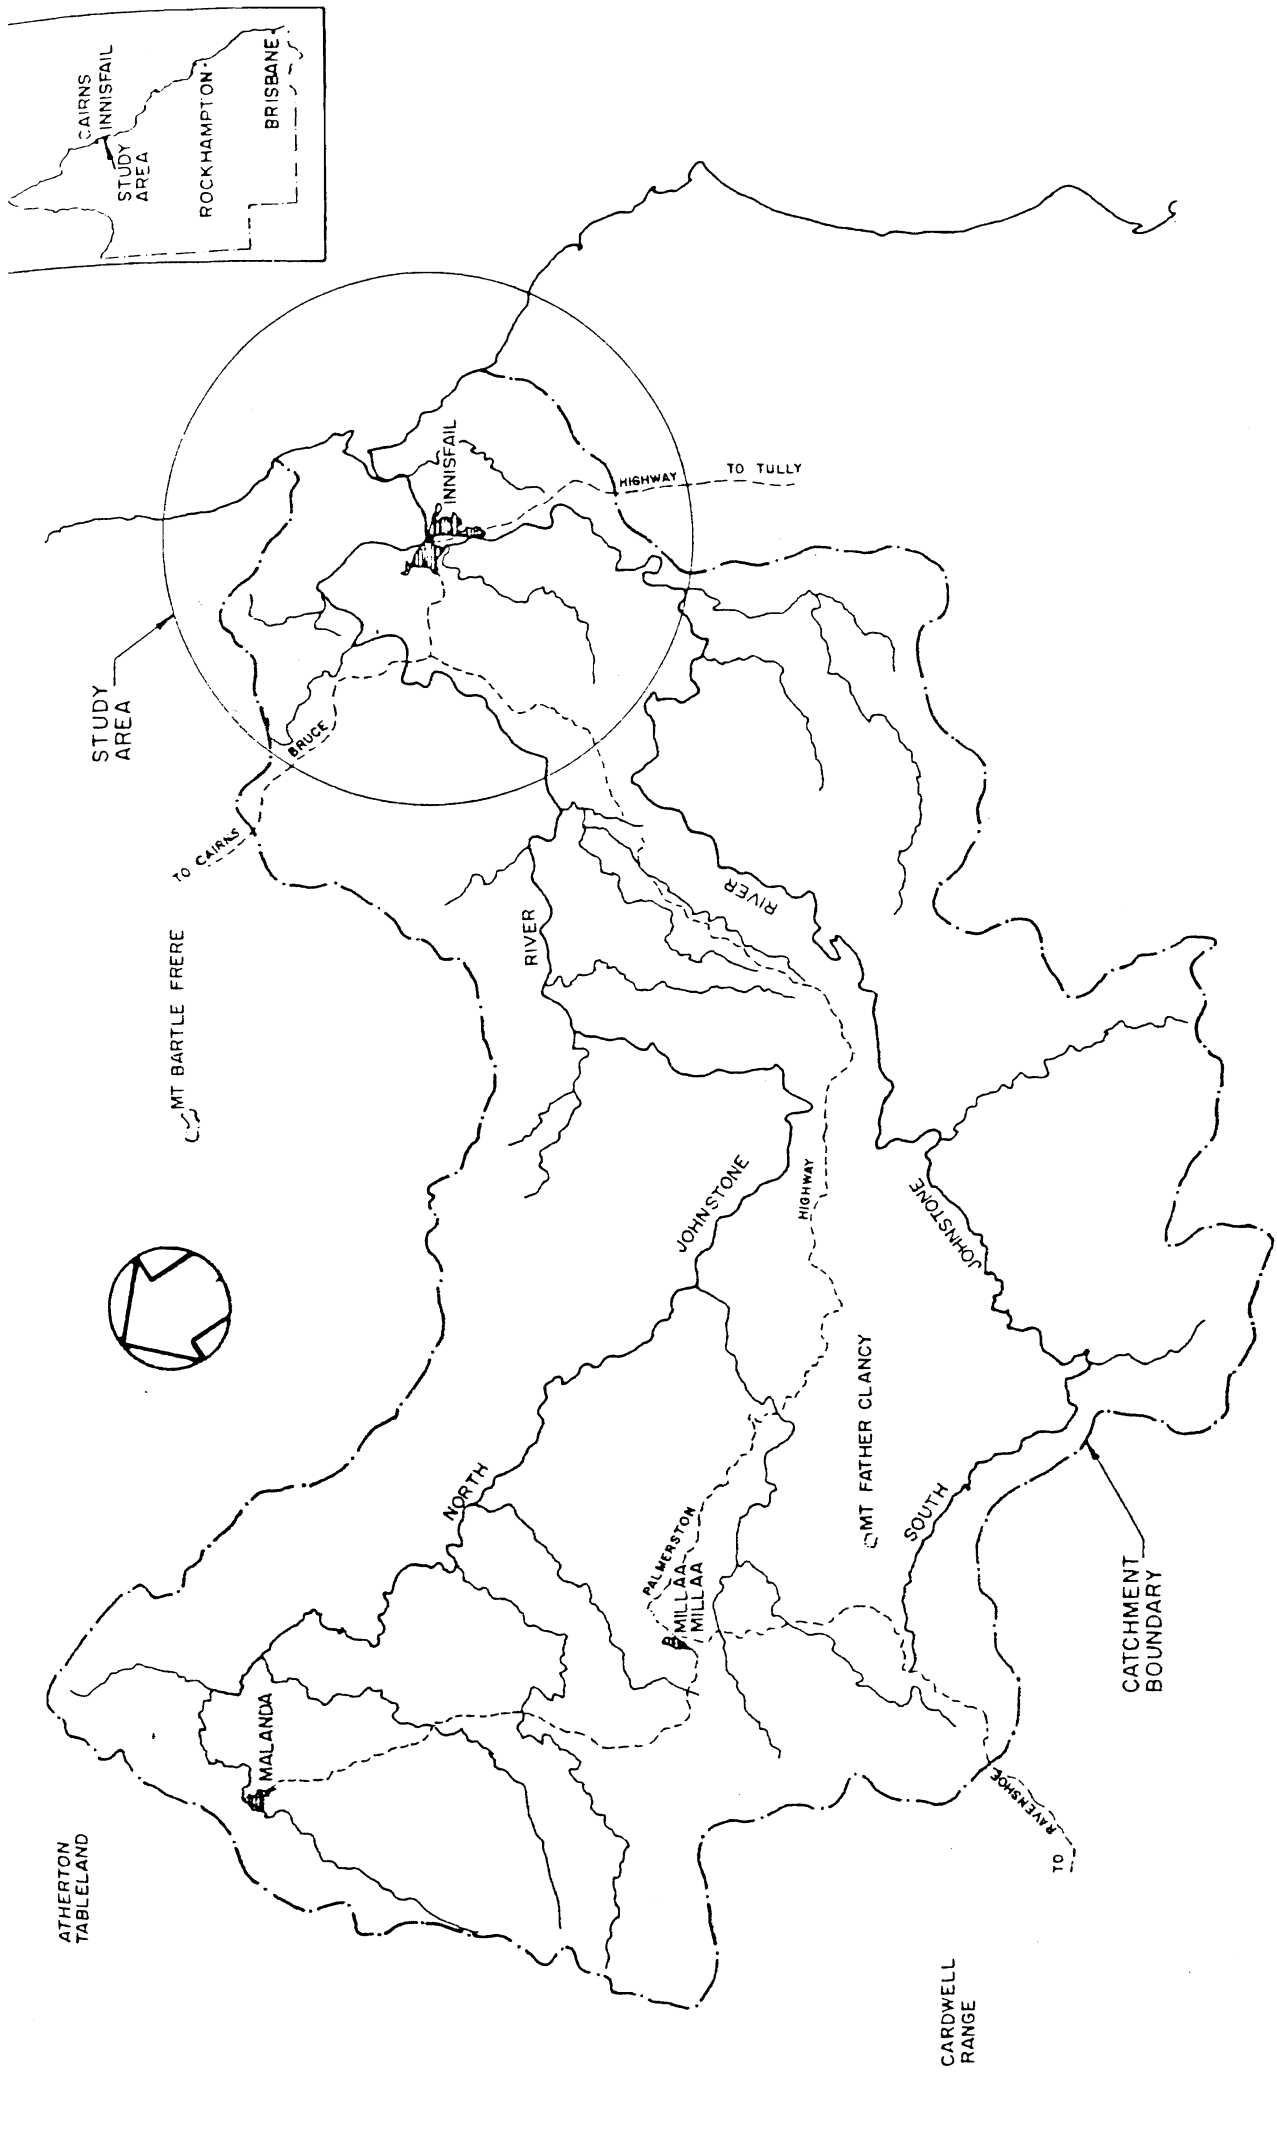 CAIRNS
INNISFAIL
STUDY
AREA
ROCKHAMPTON
BRISBANE
STUDY
AREA
TO CAIRNS
BRUCE
INNISFAIL
HIGHWAY
TO TULLY
MT BARTLE FRERE
RIVER
RIVER
JOHNSTONE
HIGHWAY
JOHNSTONE
MT FATHER CLANCY
NORTH
SOUTH
PALMERSTON
MILLAA
MILLAA
MALANDA
CATCHMENT
BOUNDARY
ATHERTON
TABLELAND
TO RAVENSHOE
CARDWELL
RANGE